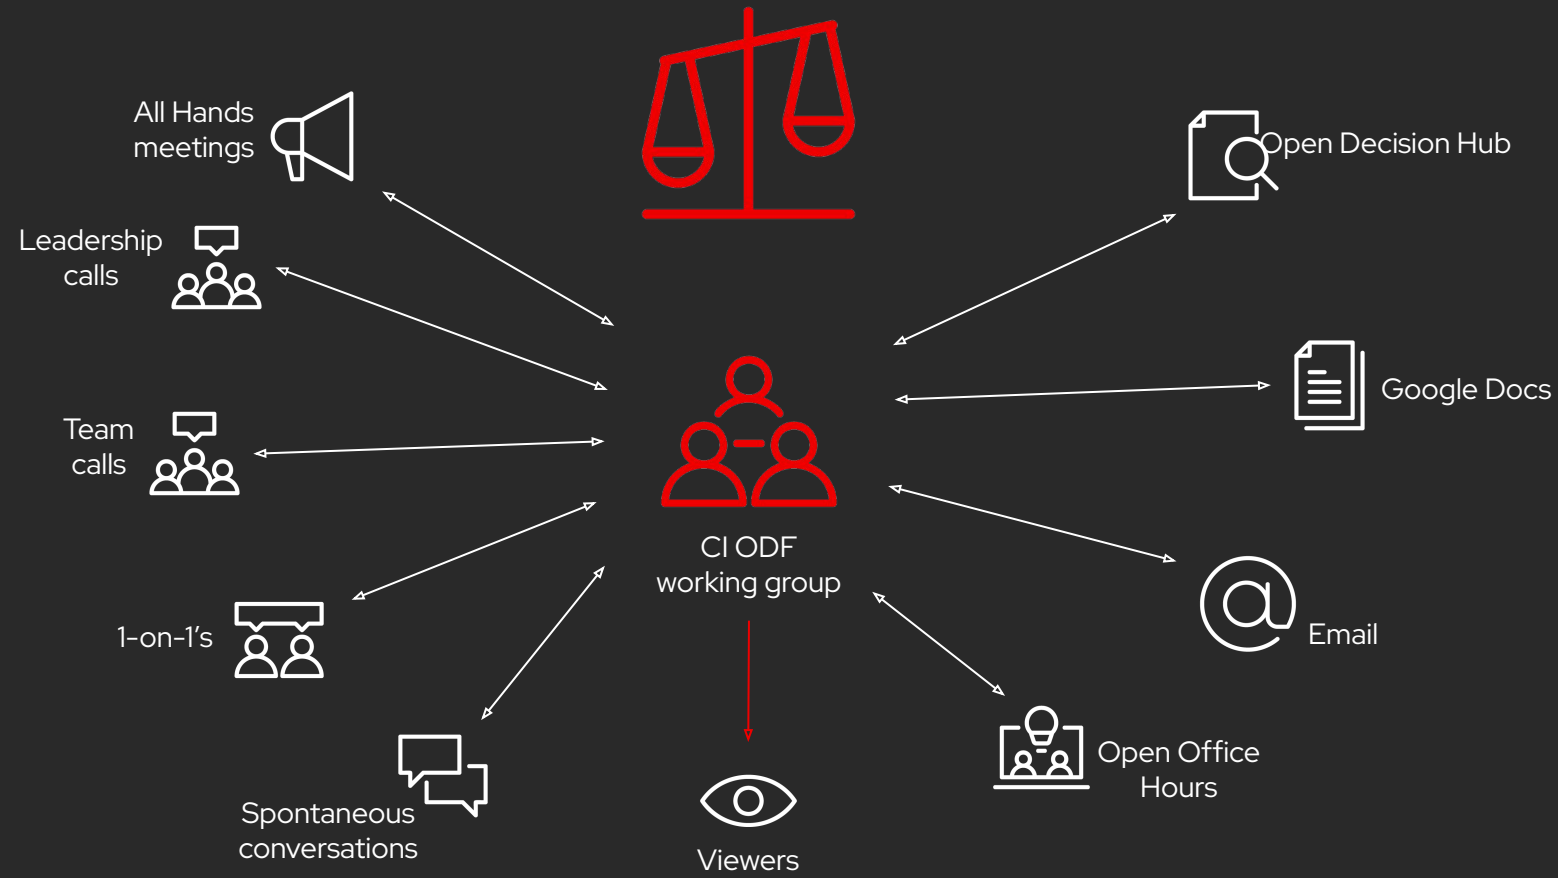 All Hands
meetings
Open Decision Hub
Leadership
calls
Google Docs
Team
calls
CI ODF
working group
1-on-1’s
Email
Open Office
Hours
Spontaneous
conversations
Viewers